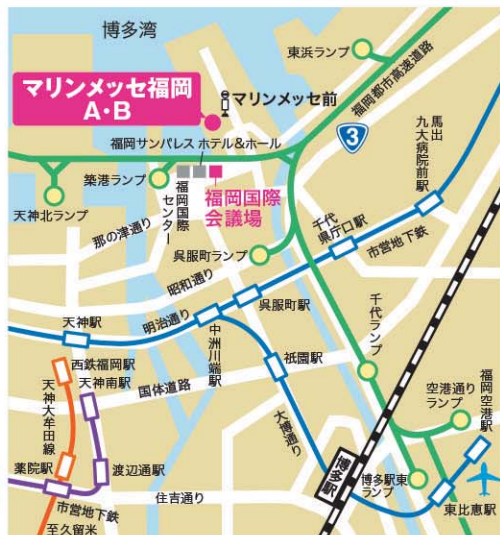 博多湾
東浜ランプ
福岡都市高速道路
マリンメッセ福岡
A・B
マリンメッセ前
3
馬出
九大病院前駅
福岡サンパレス ホテル&ホール
築港ランプ
福岡国際
センター
福岡国際
会議場
天神北ランプ
那の津通り
千代
県庁口駅
市営地下鉄
呉服町ランプ
昭和通り
呉服町駅
明治通り
天神駅
中洲川端駅
千代ランプ
西鉄福岡駅
天神南駅
祇園駅
国体道路
天神大牟田線
大博通り
空港通り
ランプ
福岡空港駅
薬院駅
渡辺通駅
博多駅
博多駅東
ランプ
市営地下鉄
住吉通り
東比恵駅
至久留米